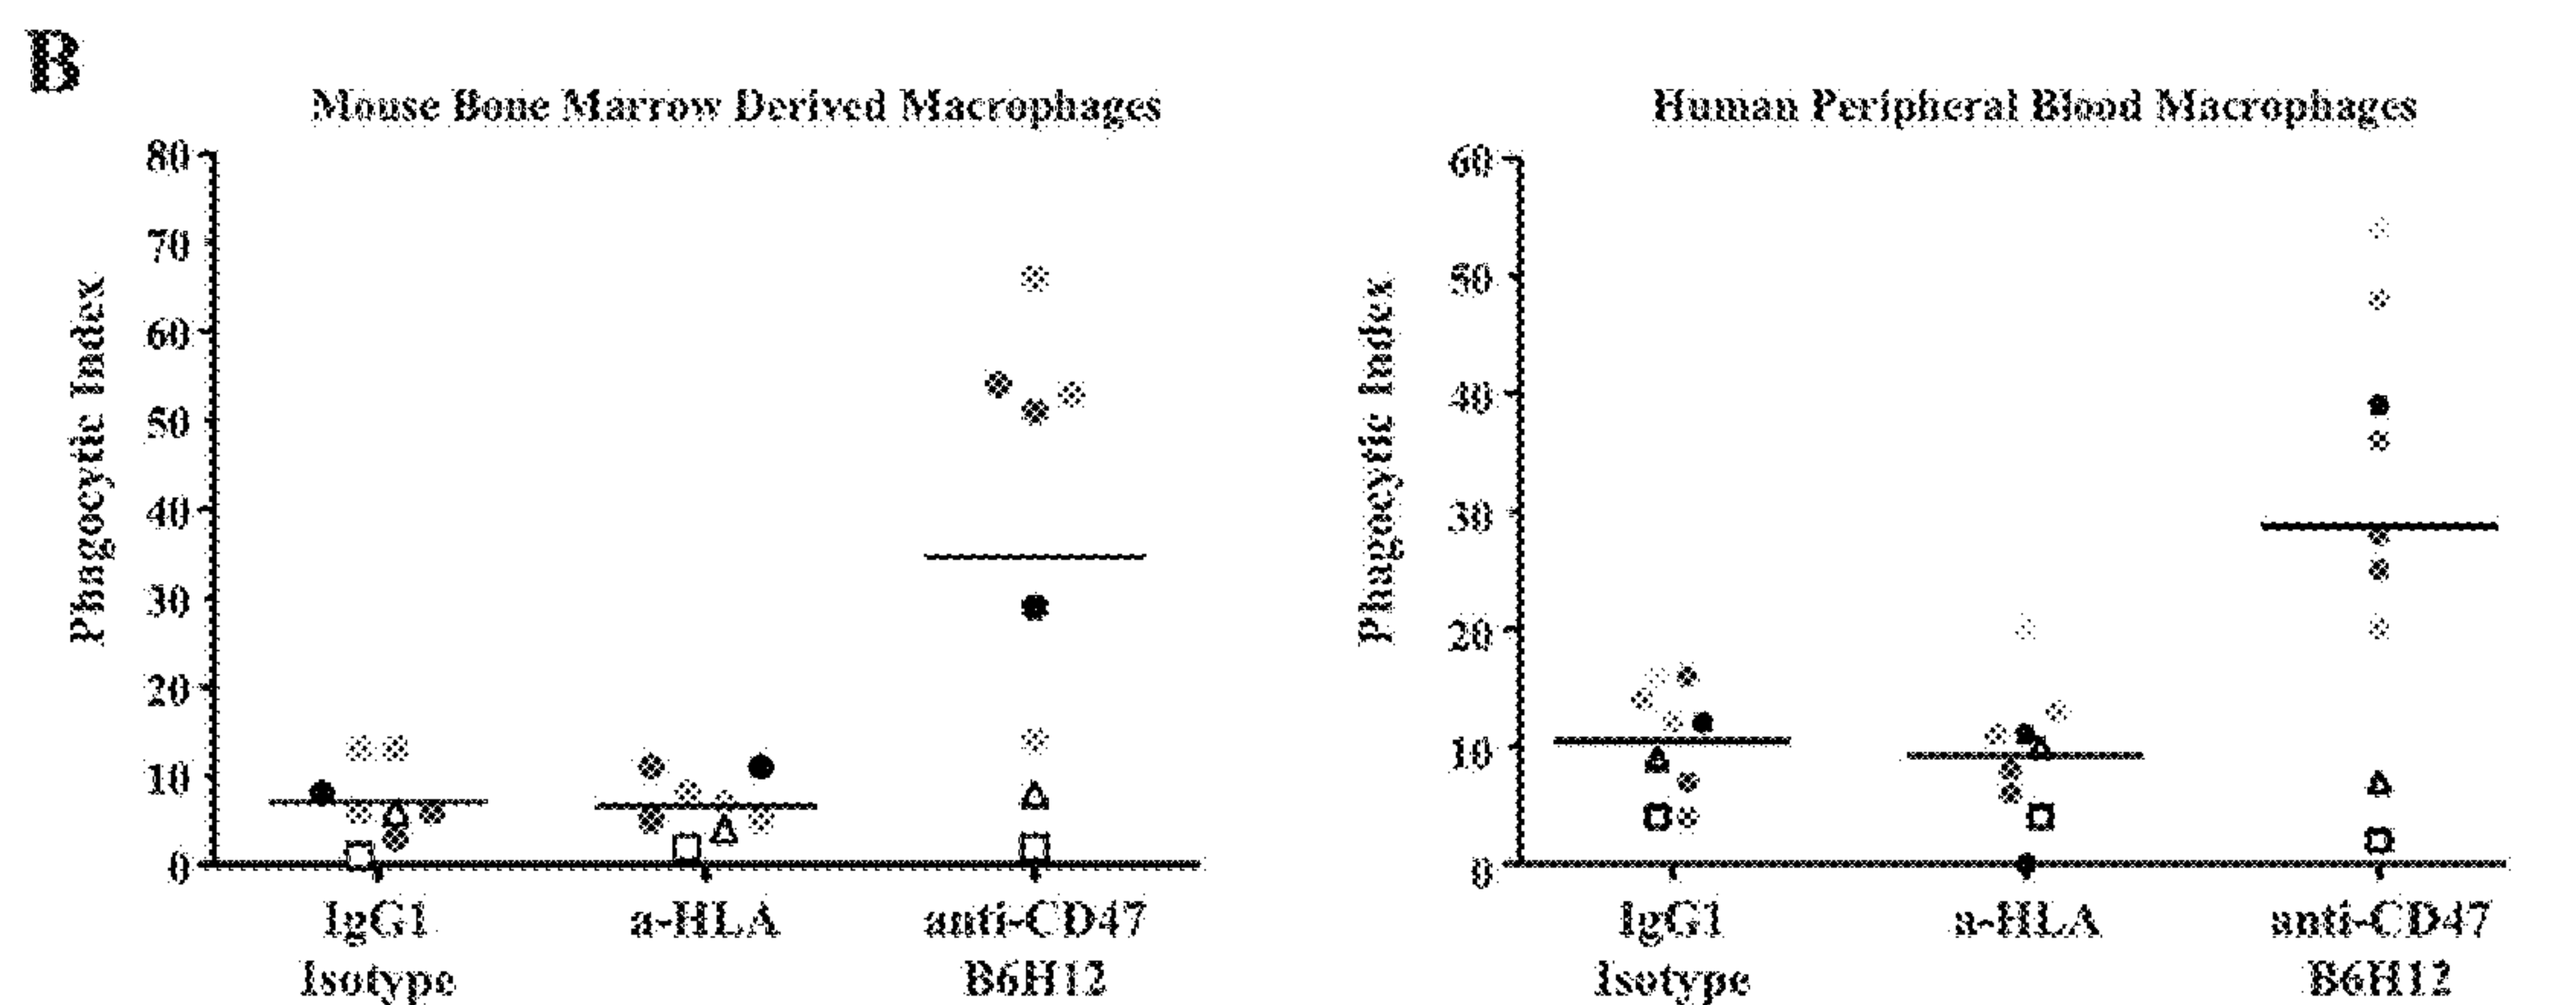 B
Mouse Bone Marrow Derived Macrophages
Phagocytic Index
80
70
60
50
40
30
20
10
0
IgG1 Isotype
a-HLA
anti-CD47 B6H12
Human Peripheral Blood Macrophages
Phagocytic Index
60
50
40
30
20
10
0
IgG1 Isotype
a-HLA
anti-CD47 B6H12